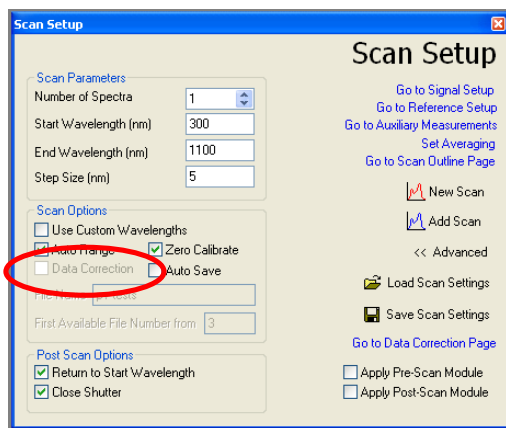 Scan Setup
Scan Setup
Scan Parameters
Number of Spectra 1
Start Wavelength (nm) 300
End Wavelength (nm) 1100
Step Size (nm) 5
Scan Options
Use Custom Wavelengths
Auto Range Zero Calibrate
Data Correction Auto Save
File Name tests
First Available File Number from 3
Post Scan Options
Return to Start Wavelength
Close Shutter
Go to Signal Setup
Go to Reference Setup
Go to Auxiliary Measurements
Set Averaging
Go to Scan Outline Page
New Scan
Add Scan
<< Advanced
Load Scan Settings
Save Scan Settings
Go to Data Correction Page
Apply Pre-Scan Module
Apply Post-Scan Module